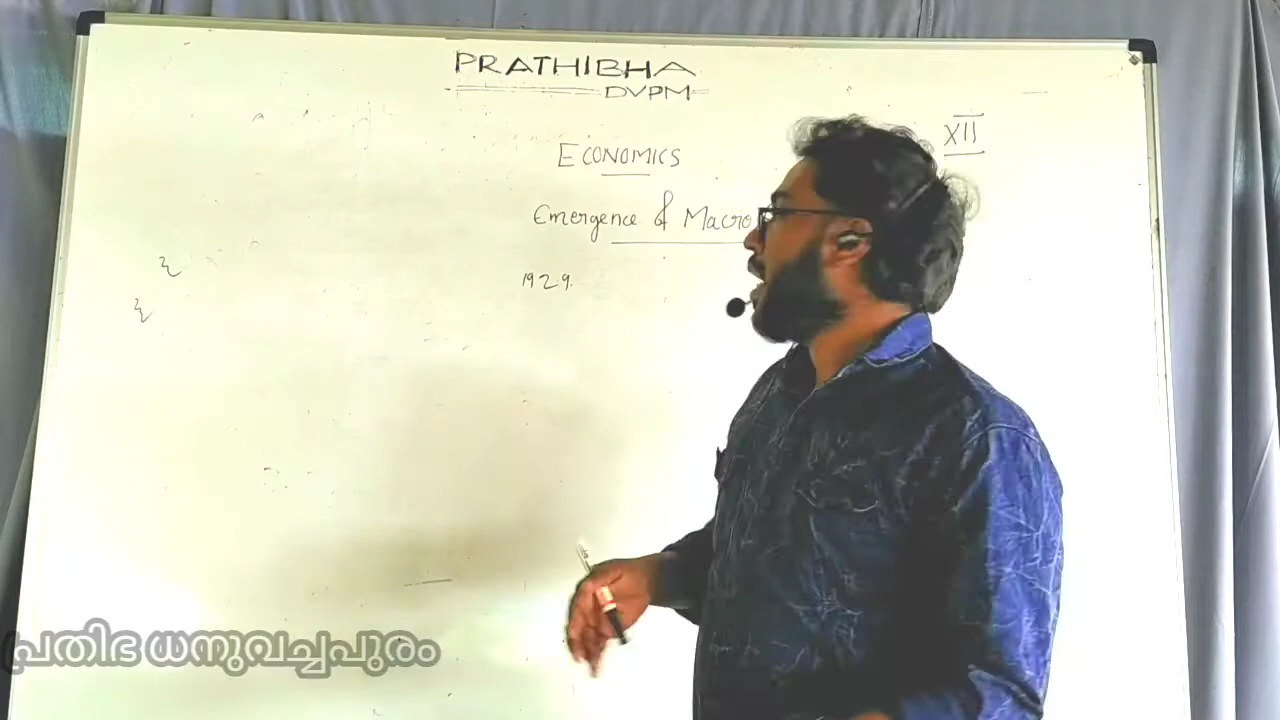 PRATHIBHA
DVPM
XII
ECONOMICS
Emergence of Macro
1929.
പ്രതിഭ ധനുവച്ചപുരം